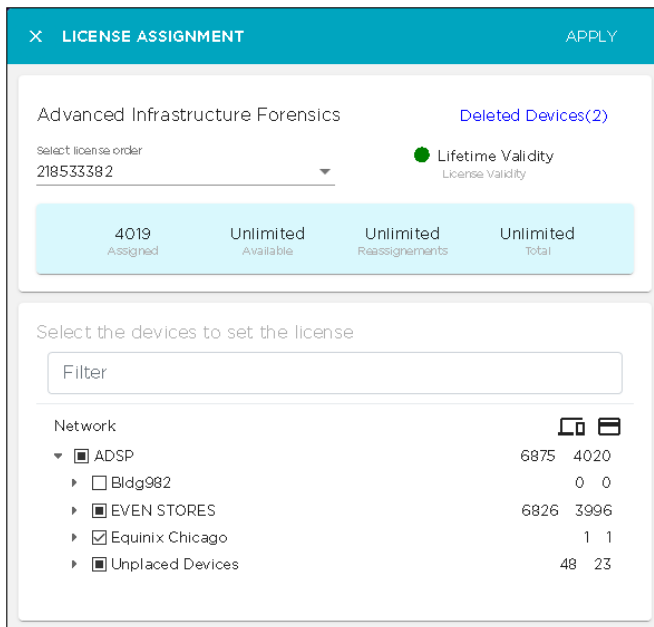 LICENSE ASSIGNMENT APPLY
Advanced Infrastructure Forensics Deleted Devices(2)
Select license order
218533382
Lifetime Validity
License Validity
4019 Unlimited Unlimited Unlimited
Assigned Available Reassignements Total
Select the devices to set the license
Filter
Network
ADSP 6875 4020
Bldg982 0 0
EVEN STORES 6826 3996
Equinix Chicago 1 1
Unplaced Devices 48 23